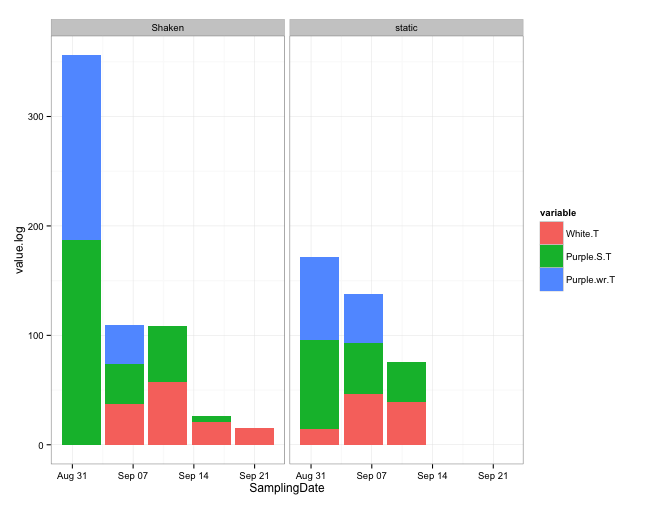 Shaken
static
value.log
300
200
100
0
Aug 31
Sep 07
Sep 14
Sep 21
Aug 31
Sep 07
Sep 14
Sep 21
SamplingDate
variable
White.T
Purple.S.T
Purple.wr.T